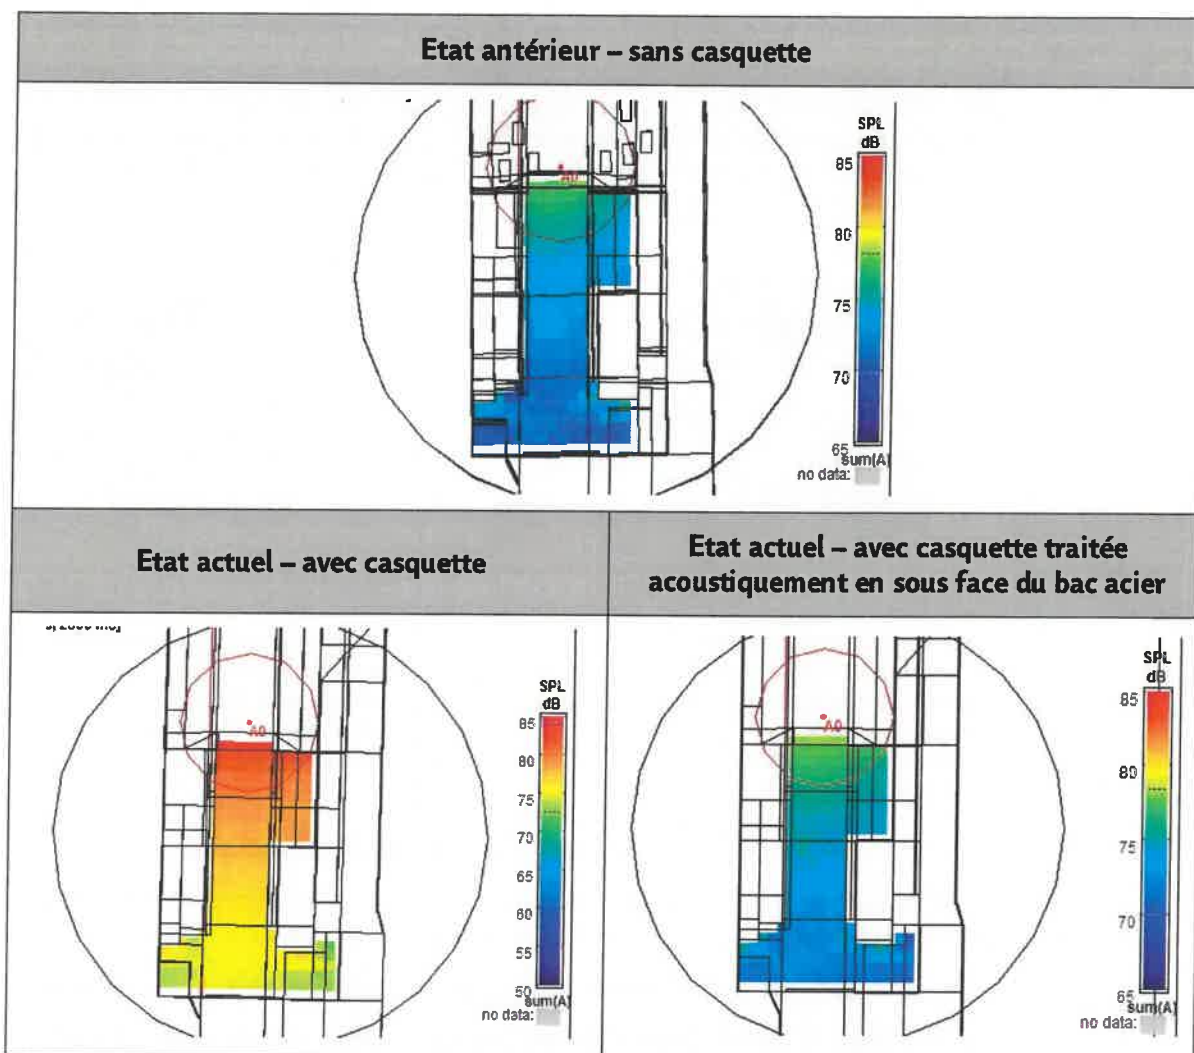 Etat antérieur – sans casquette
SPL
dB
85
80
75
70
65
sum(A)
no data:
A0
Etat actuel – avec casquette
Etat actuel – avec casquette traitée
acoustiquement en sous face du bac acier
SPL
dB
85
80
75
70
65
60
55
50
sum(A)
no data:
A0
SPL
dB
85
80
75
70
65
sum(A)
no data:
A0